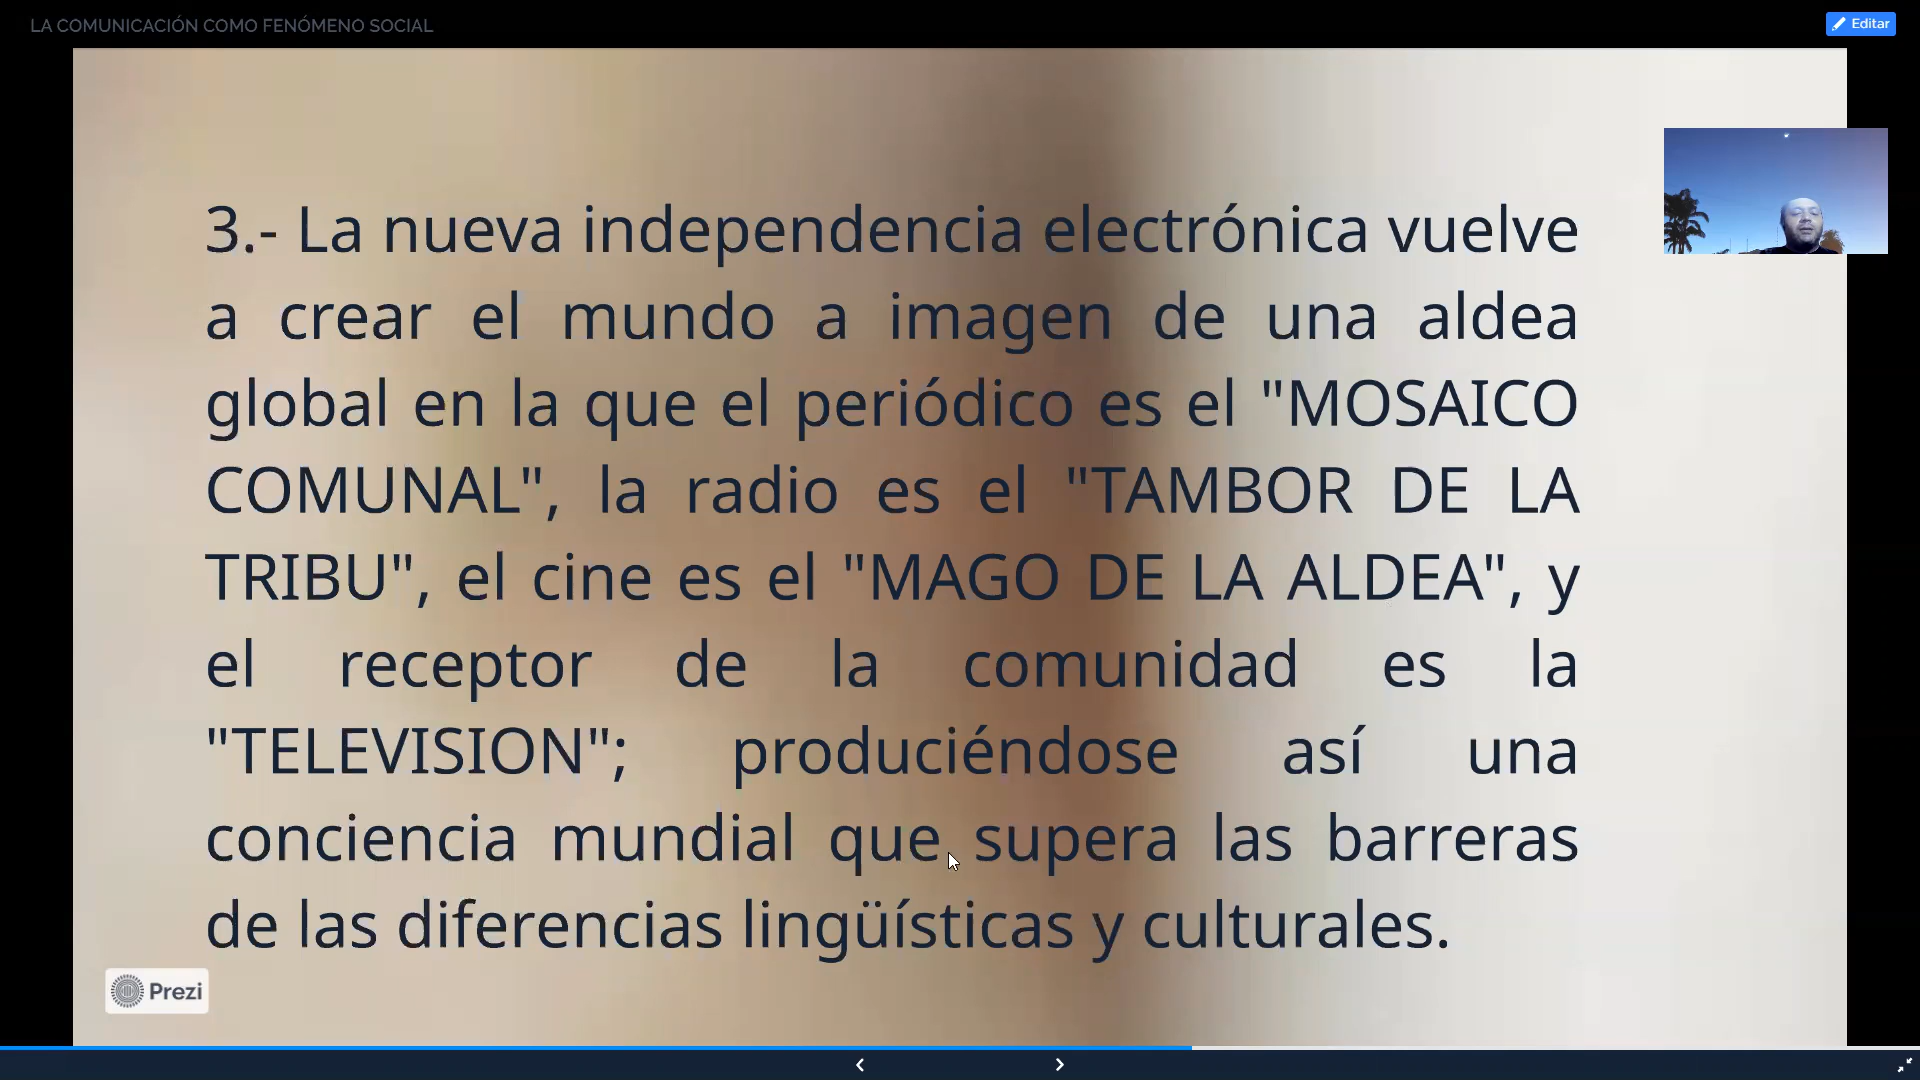 LA COMUNICACIÓN COMO FENÓMENO SOCIAL
Editar
3.- La nueva independencia electrónica vuelve
a crear el mundo a imagen de una aldea
global en la que el periódico es el "MOSAICO
COMUNAL", la radio es el "TAMBOR DE LA
TRIBU", el cine es el "MAGO DE LA ALDEA", y
el receptor de la comunidad es la
"TELEVISION"; produciéndose así una
conciencia mundial que supera las barreras
de las diferencias lingüísticas y culturales.
Prezi